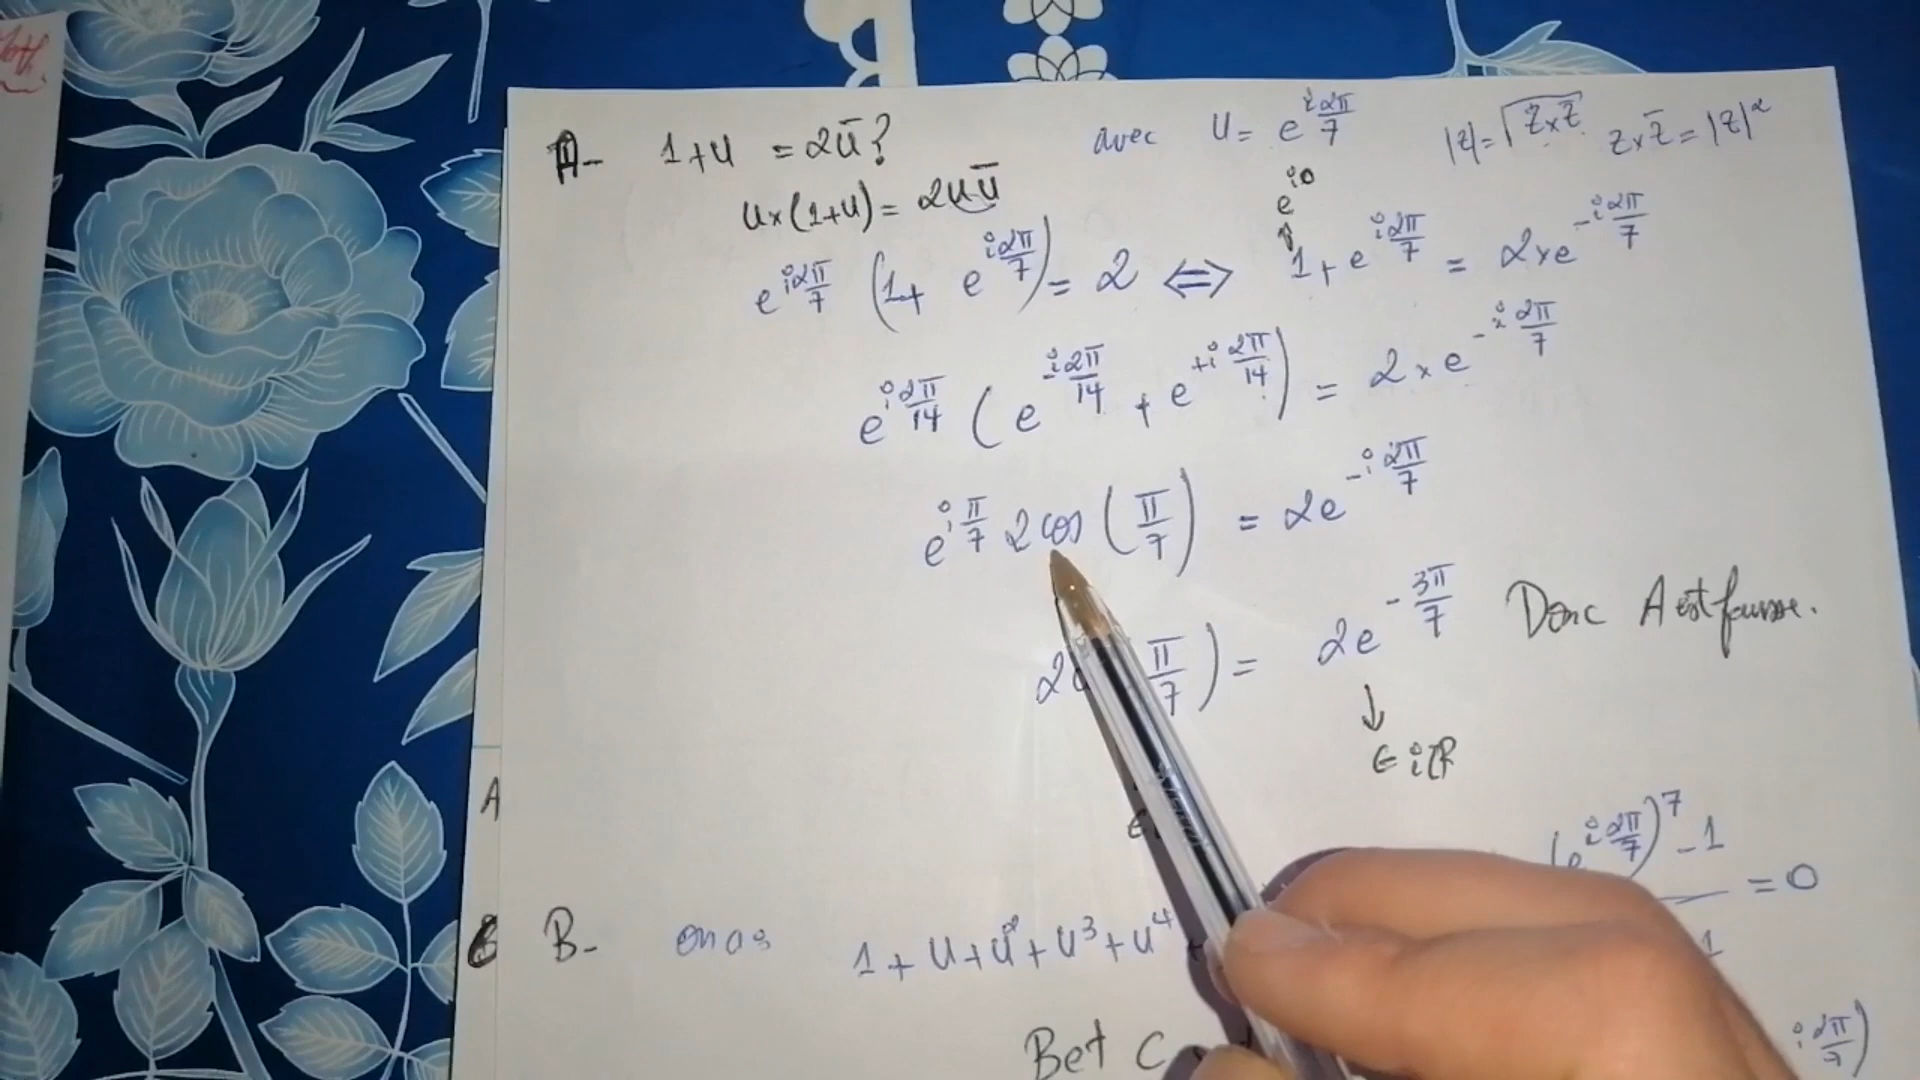 A- 1+u = 2ū? avec u = e^{i2π/7} |z| = √(z×z̄) z×z̄ = |z|²
u×(1+u) = 2uū
e^{i0}
↑
e^{i2π/7} (1+ e^{i2π/7}) = 2 ⇔ 1+e^{i2π/7} = 2×e^{-i2π/7}
e^{i2π/14} (e^{-i2π/14} + e^{+i2π/14}) = 2×e^{-i2π/7}
e^{iπ/7} 2cos(π/7) = 2e^{-i2π/7}
π/7) = 2e^{-3π/7} Donc A est fausse.
↓
∈ iℝ
A
(e^{i2π/7})^7 - 1
= 0
B- on a 1+u+u²+u³+u⁴
1
Bet C
i2π/7)